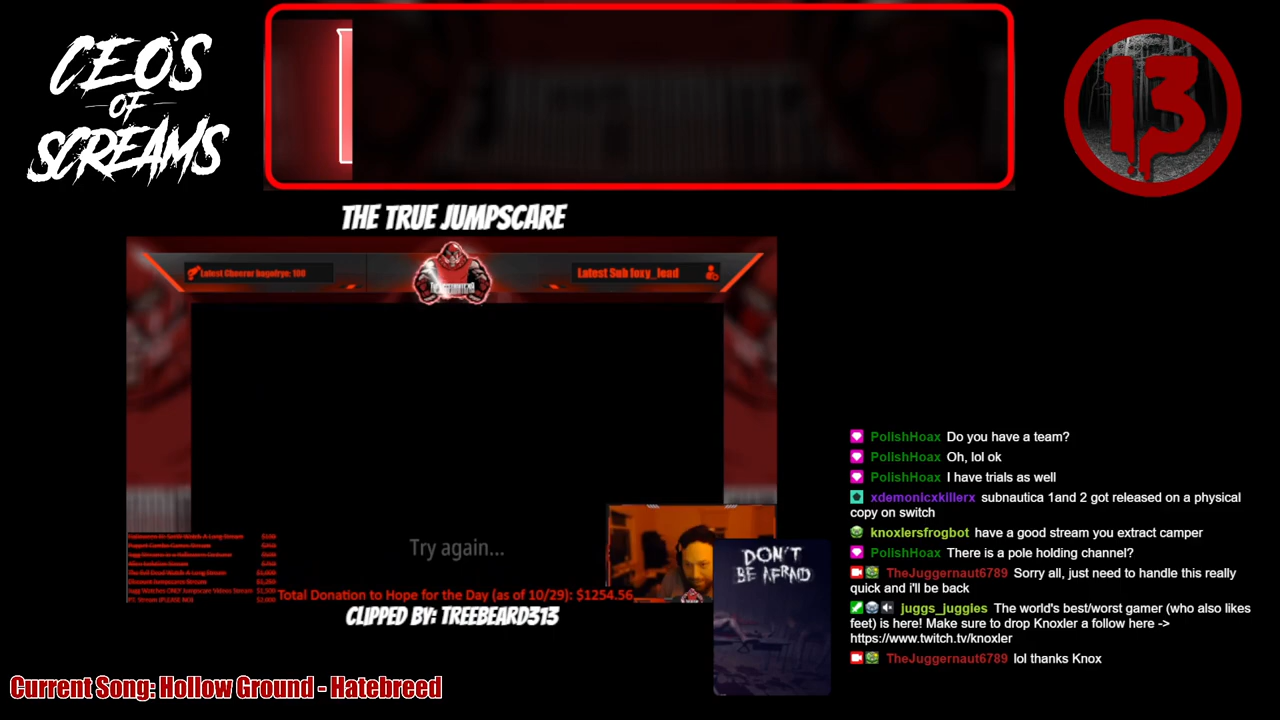 CEO'S
OF
SCREAMS
13
THE TRUE JUMPSCARE
Latest Cheerer bagofryo: 100
Latest Sub foxy_lead
Try again...
Total Donation to Hope for the Day (as of 10/29): $1254.56
CLIPPED BY: TREEBEARD313
DON'T
BE AFRAID
PolishHoax Do you have a team?
PolishHoax Oh, lol ok
PolishHoax I have trials as well
xdemonicxkillerx subnautica 1and 2 got released on a physical
copy on switch
knoxlersfrogbot have a good stream you extract camper
PolishHoax There is a pole holding channel?
TheJuggernaut6789 Sorry all, just need to handle this really
quick and i'll be back
juggs_juggies The world's best/worst gamer (who also likes
feet) is here! Make sure to drop Knoxler a follow here ->
https://www.twitch.tv/knoxler
TheJuggernaut6789 lol thanks Knox
Current Song: Hollow Ground - Hatebreed